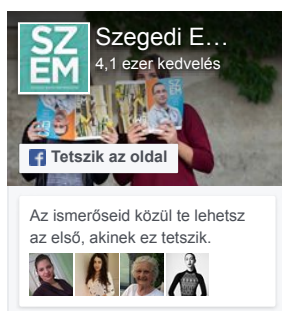 SZ
EM
Szegedi E...
4,1 ezer kedvelés
Tetszik az oldal
Az ismerőseid közül te lehetsz
az első, akinek ez tetszik.